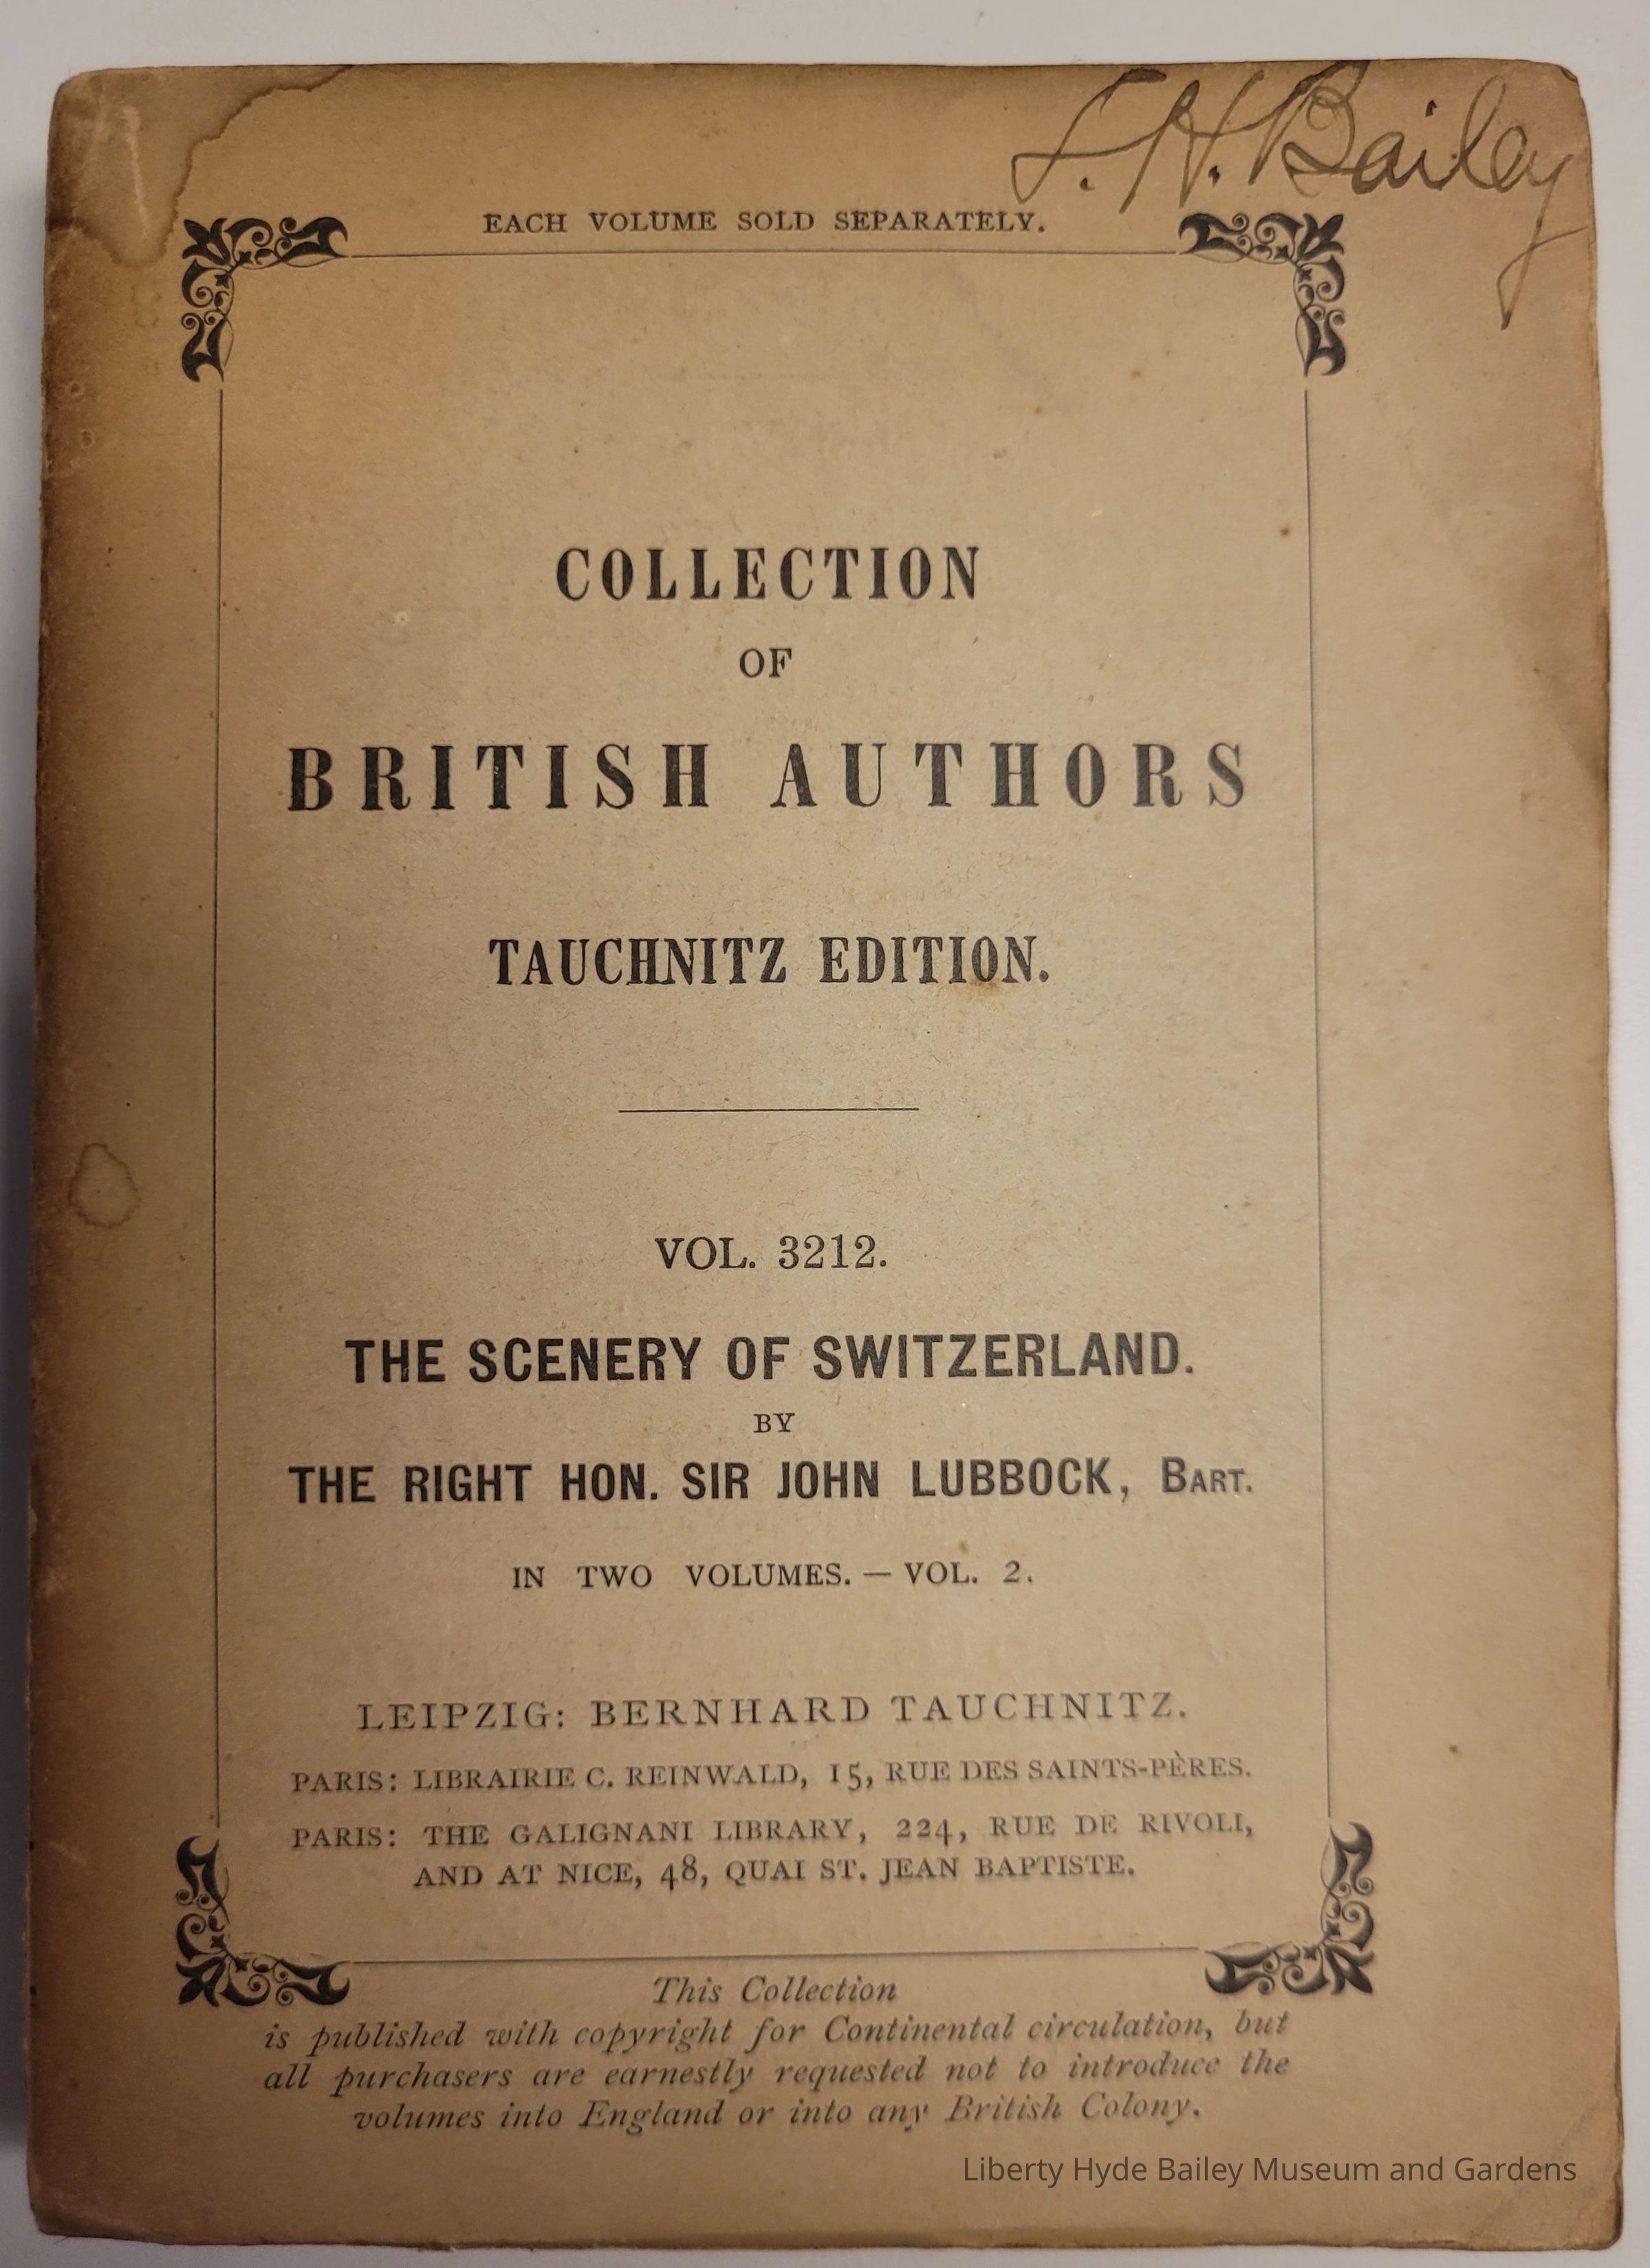 L. H. Bailey
EACH VOLUME SOLD SEPARATELY.
COLLECTION
OF
BRITISH AUTHORS
TAUCHNITZ EDITION.
VOL. 3212.
THE SCENERY OF SWITZERLAND.
BY
THE RIGHT HON. SIR JOHN LUBBOCK, BART.
IN TWO VOLUMES. — VOL. 2.
LEIPZIG: BERNHARD TAUCHNITZ.
PARIS: LIBRAIRIE C. REINWALD, 15, RUE DES SAINTS-PÈRES.
PARIS: THE GALIGNANI LIBRARY, 224, RUE DE RIVOLI,
AND AT NICE, 48, QUAI ST. JEAN BAPTISTE.
This Collection
is published with copyright for Continental circulation, but
all purchasers are earnestly requested not to introduce the
volumes into England or into any British Colony.
Liberty Hyde Bailey Museum and Gardens